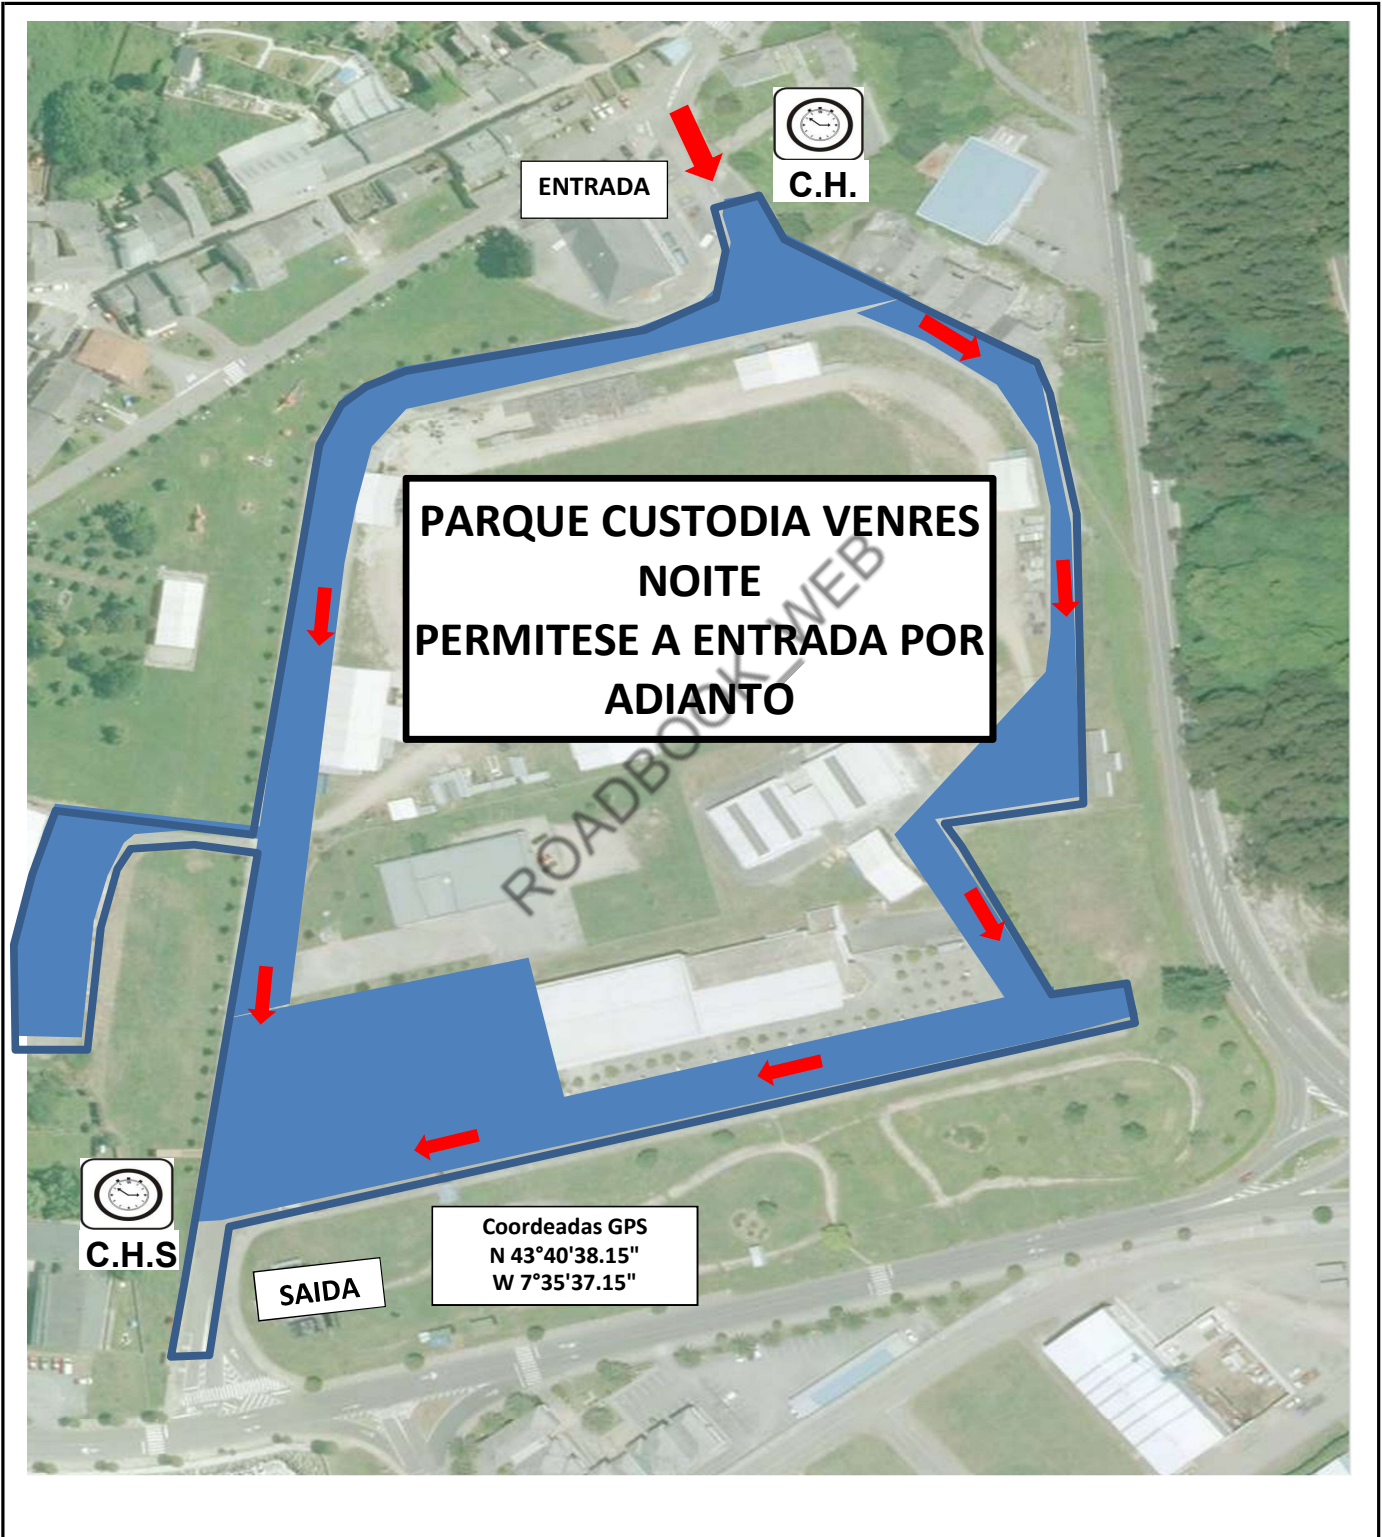 ENTRADA
C.H.
PARQUE CUSTODIA VENRES
NOITE
PERMITESE A ENTRADA POR
ADIANTO
ROADBOOK_WEB
C.H.S
SAIDA
Coordeadas GPS
N 43°40'38.15"
W 7°35'37.15"